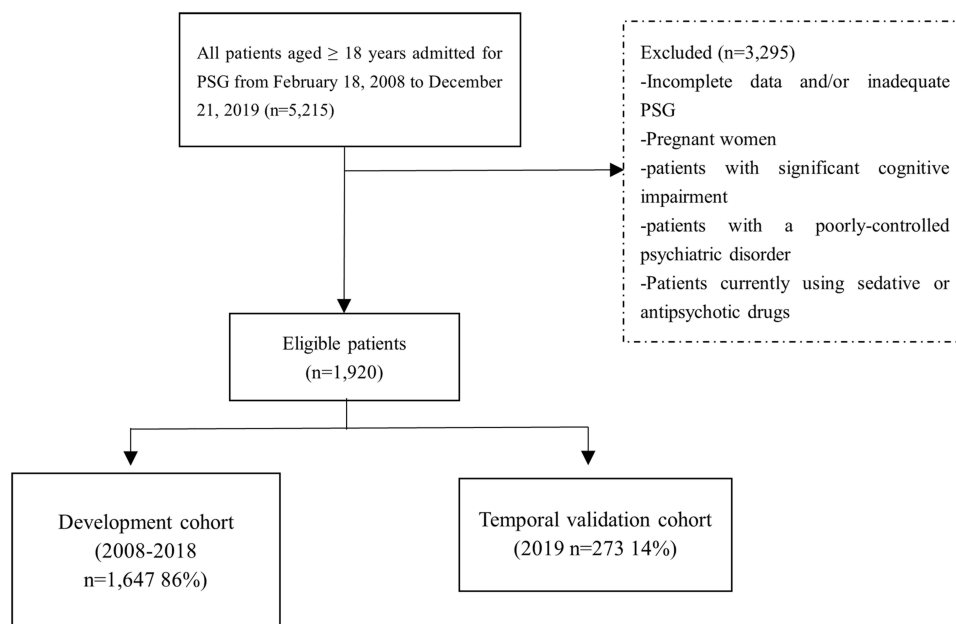 All patients aged ≥ 18 years admitted for
PSG from February 18, 2008 to December
21, 2019 (n=5,215)
Excluded (n=3,295)
-Incomplete data and/or inadequate
PSG
-Pregnant women
-patients with significant cognitive
impairment
-patients with a poorly-controlled
psychiatric disorder
-Patients currently using sedative or
antipsychotic drugs
Eligible patients
(n=1,920)
Development cohort
(2008-2018
n=1,647 86%)
Temporal validation cohort
(2019 n=273 14%)